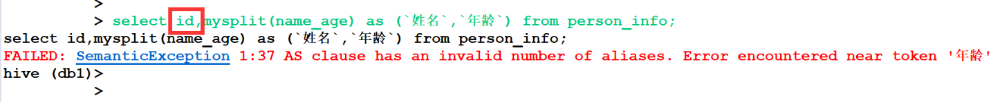 >
> select id,mysplit(name_age) as (`姓名`,`年龄`) from person_info;
select id,mysplit(name_age) as (`姓名`,`年龄`) from person_info;
FAILED: SemanticException 1:37 AS clause has an invalid number of aliases. Error encountered near token '年龄'
hive (db1)>
>